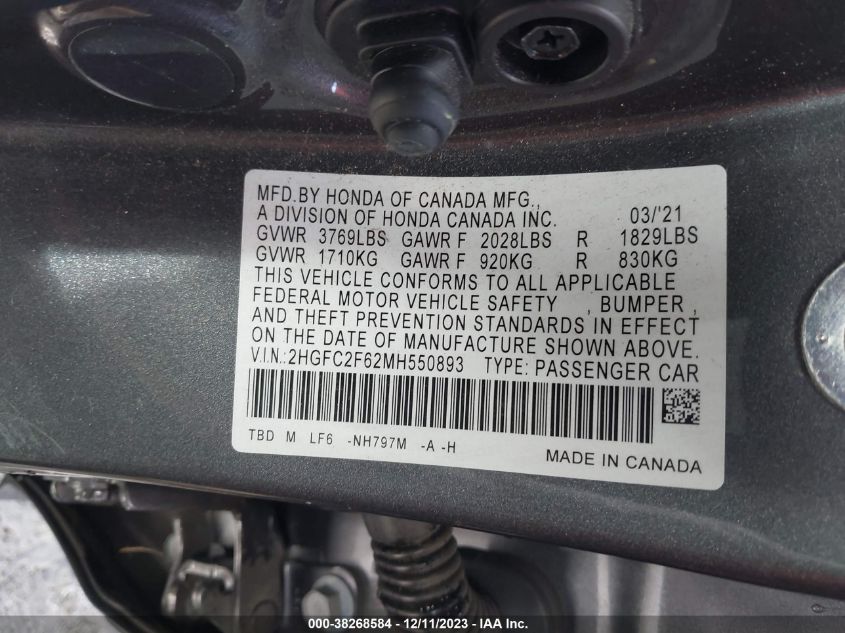 MFD.BY HONDA OF CANADA MFG.,
A DIVISION OF HONDA CANADA INC. 03/'21
GVWR 3769LBS GAWR F 2028LBS R 1829LBS
GVWR 1710KG GAWR F 920KG R 830KG
THIS VEHICLE CONFORMS TO ALL APPLICABLE
FEDERAL MOTOR VEHICLE SAFETY , BUMPER ,
AND THEFT PREVENTION STANDARDS IN EFFECT
ON THE DATE OF MANUFACTURE SHOWN ABOVE.
V.I.N.:2HGFC2F62MH550893 TYPE: PASSENGER CAR
TBD M LF6 -NH797M -A -H
MADE IN CANADA
000-38268584 - 12/11/2023 - IAA Inc.